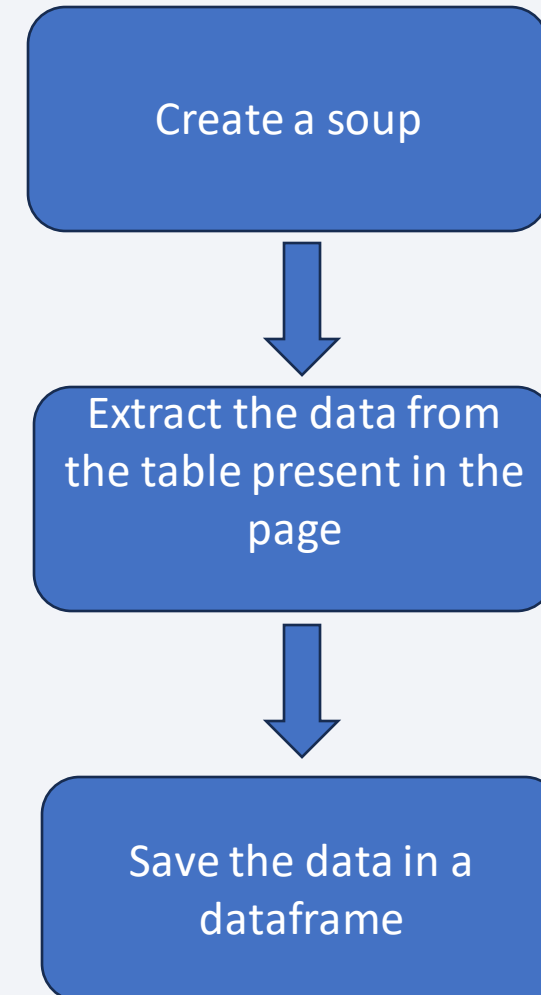 Create a soup
Extract the data from
the table present in the
page
Save the data in a
dataframe